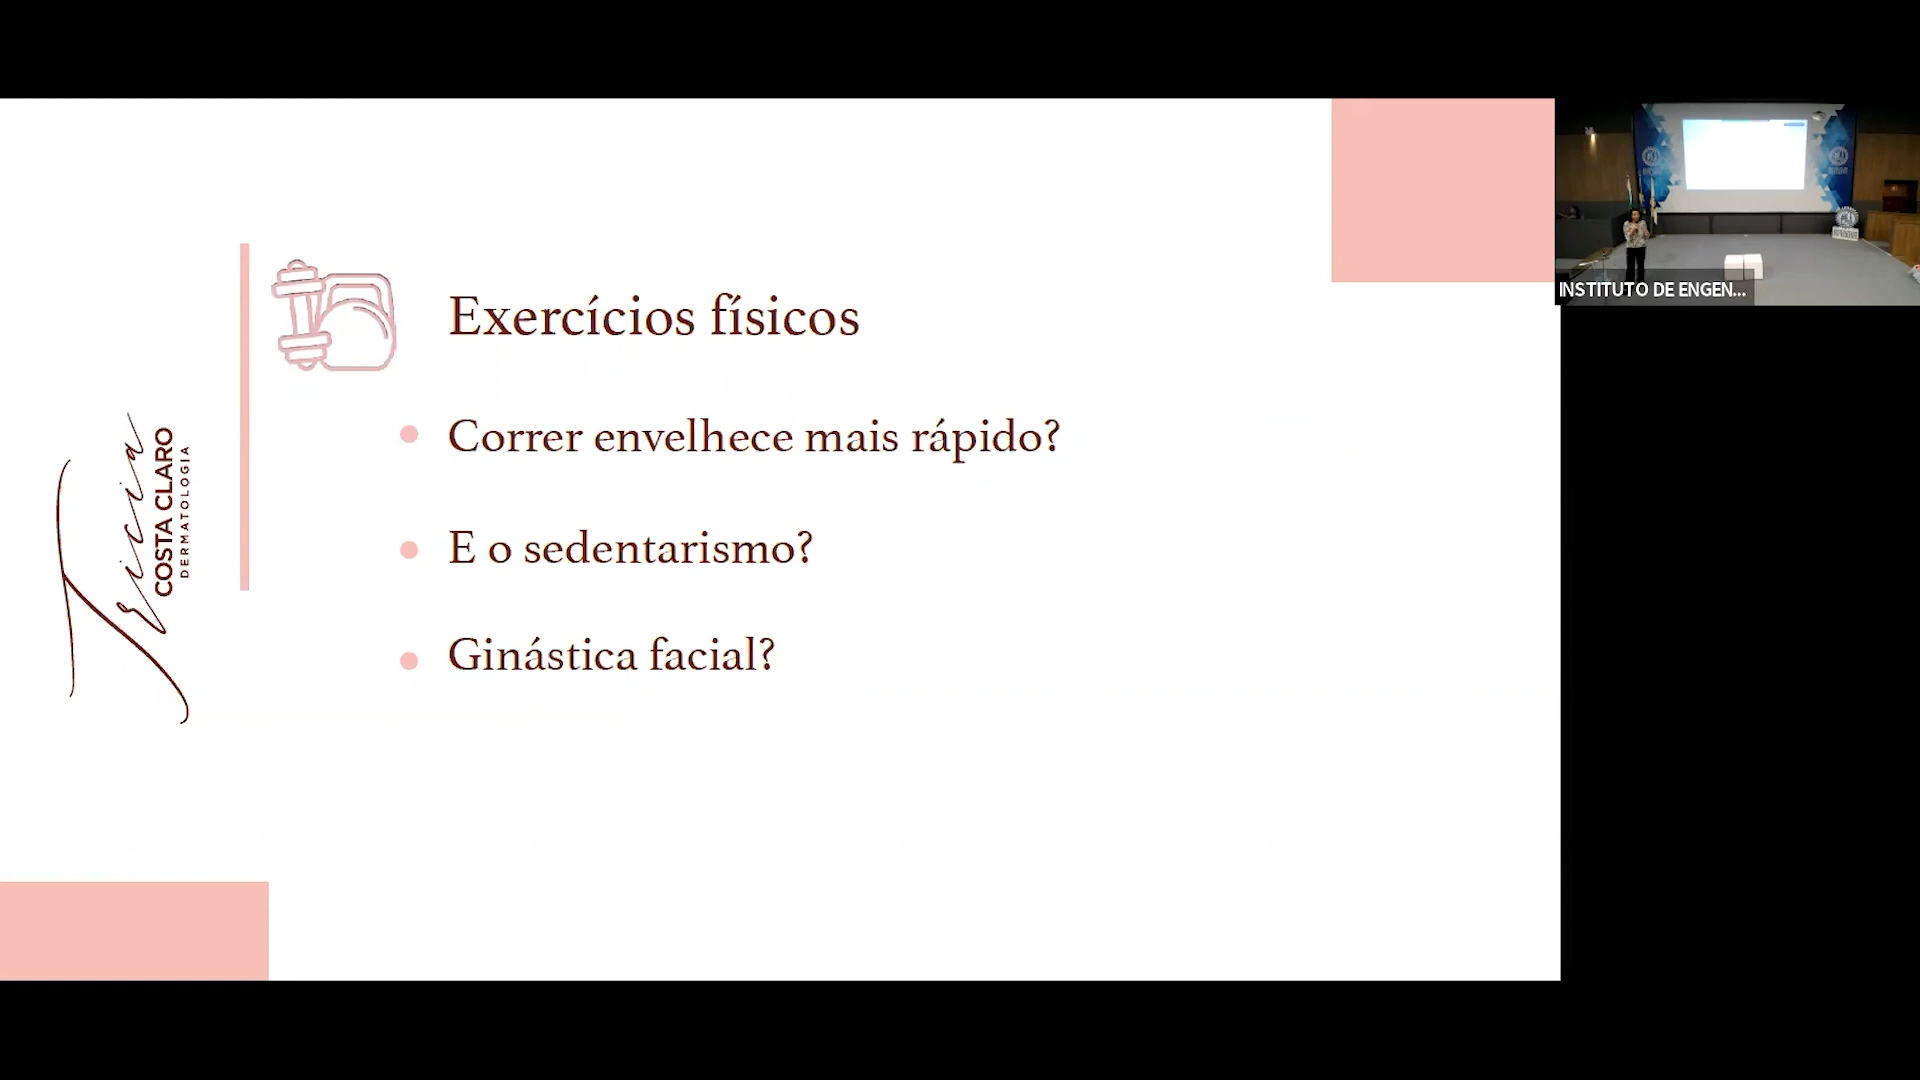 Exercícios físicos
Correr envelhece mais rápido?
E o sedentarismo?
Ginástica facial?
Tricia
COSTA CLARO
DERMATOLOGIA
INSTITUTO DE ENGEN...